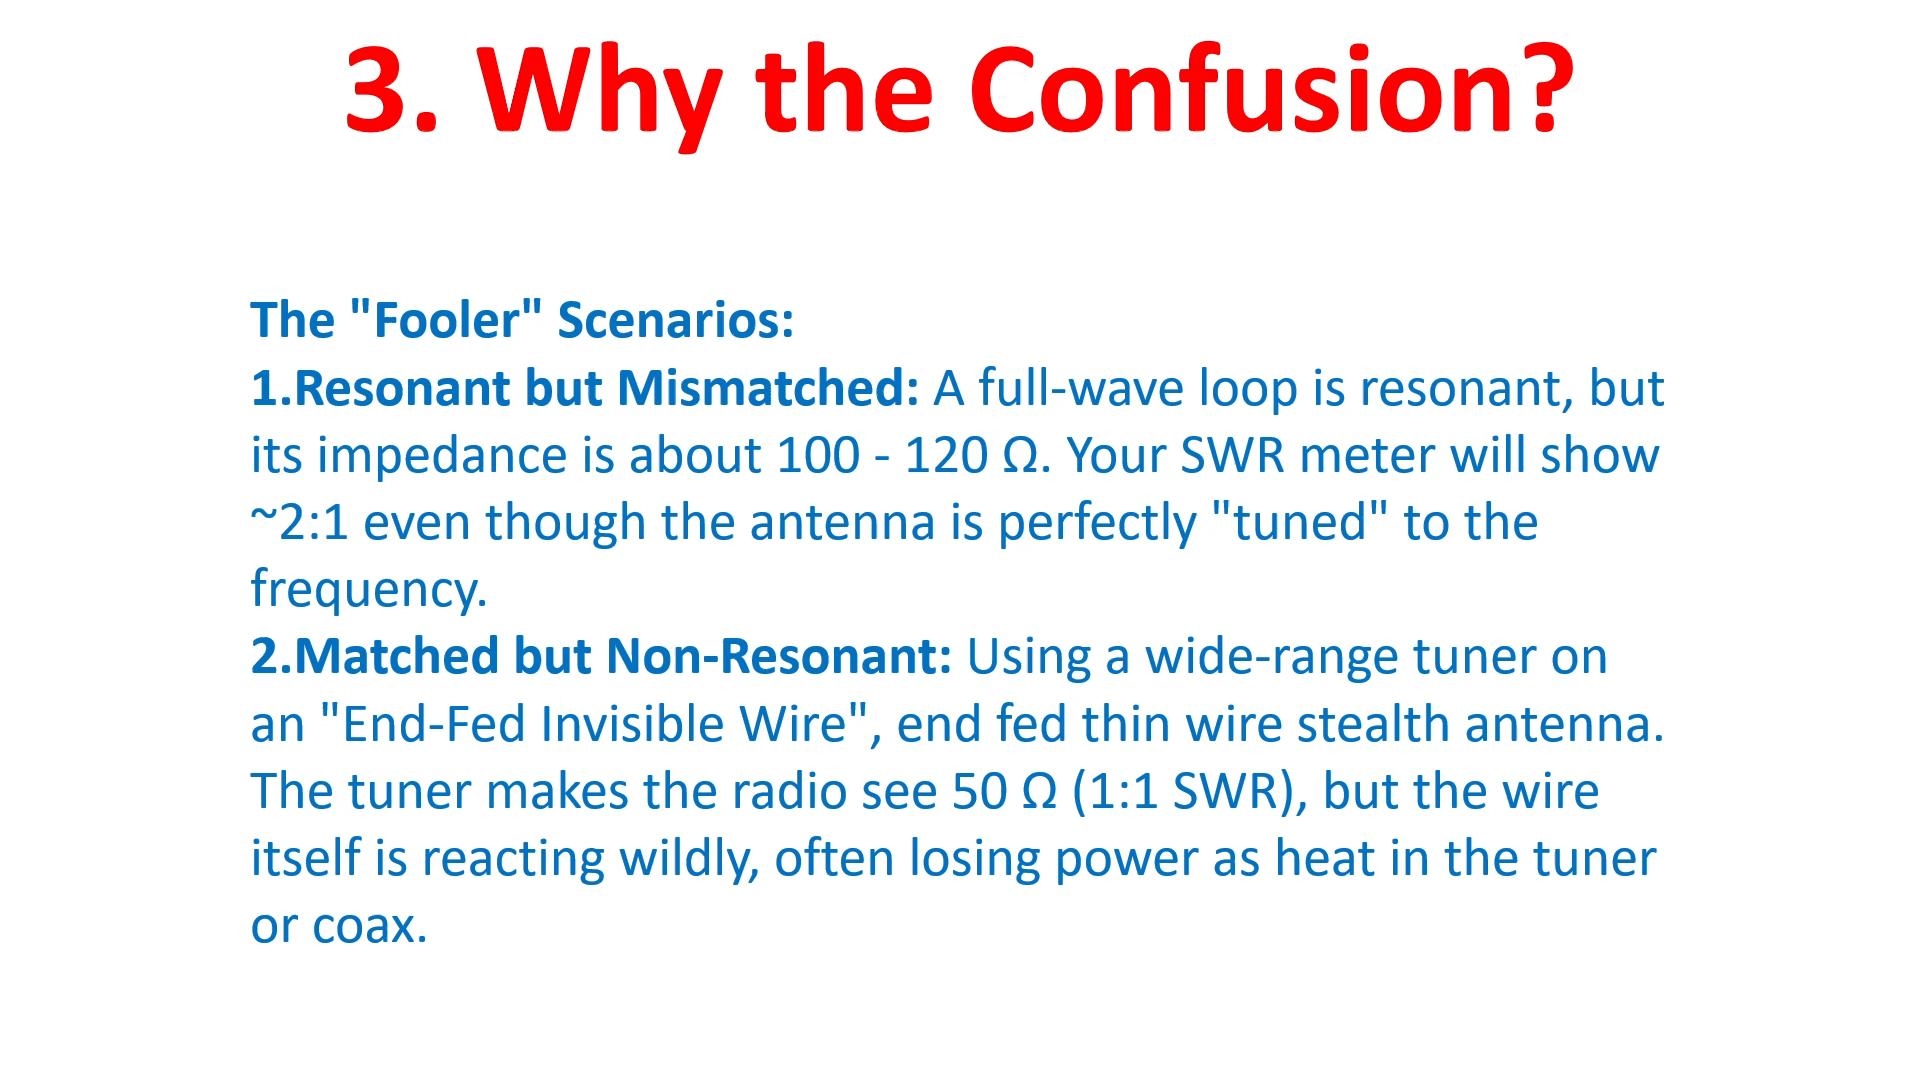 3. Why the Confusion?
The "Fooler" Scenarios:
1.Resonant but Mismatched: A full-wave loop is resonant, but
its impedance is about 100 - 120 Ω. Your SWR meter will show
~2:1 even though the antenna is perfectly "tuned" to the
frequency.
2.Matched but Non-Resonant: Using a wide-range tuner on
an "End-Fed Invisible Wire", end fed thin wire stealth antenna.
The tuner makes the radio see 50 Ω (1:1 SWR), but the wire
itself is reacting wildly, often losing power as heat in the tuner
or coax.